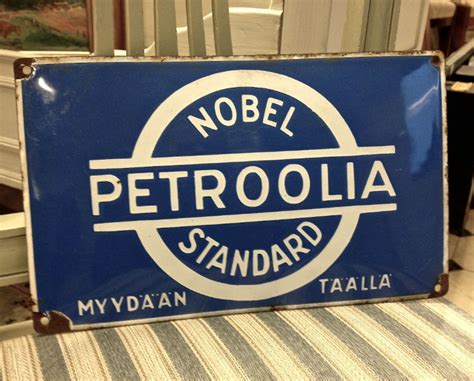 NOBEL
PETROOLIA
STANDARD
MYYDÄÄN TÄÄLLÄ